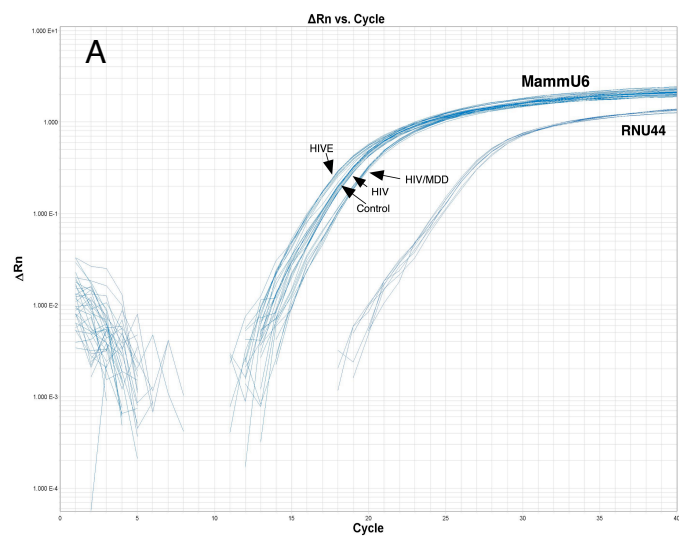 ΔRn vs. Cycle
A
1.000 E+1
MammU6
1.000
RNU44
HIVE
HIV/MDD
HIV
Control
1.000 E-1
ΔRn
1.000 E-2
1.000 E-3
1.000 E-4
0 5 10 15 20 25 30 35 40
Cycle